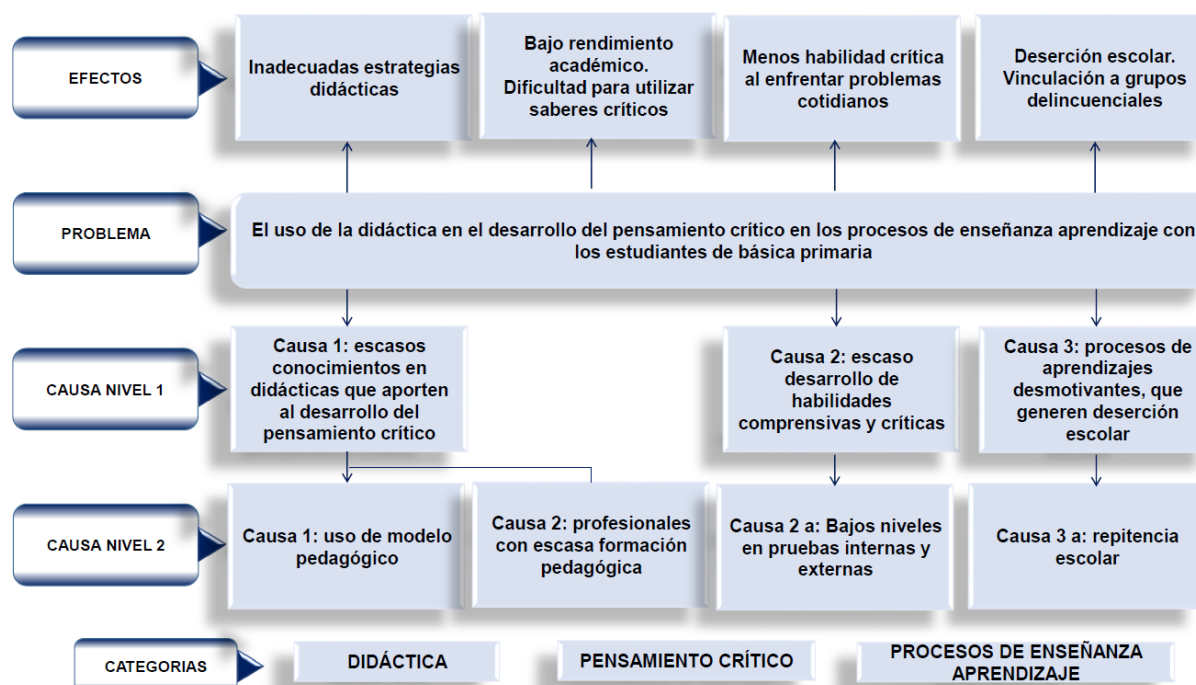 EFECTOS
Inadecuadas estrategias
didácticas
Bajo rendimiento
académico.
Dificultad para utilizar
saberes críticos
Menos habilidad crítica
al enfrentar problemas
cotidianos
Deserción escolar.
Vinculación a grupos
delincuenciales
PROBLEMA
El uso de la didáctica en el desarrollo del pensamiento crítico en los procesos de enseñanza aprendizaje con
los estudiantes de básica primaria
CAUSA NIVEL 1
Causa 1: escasos
conocimientos en
didácticas que aporten
al desarrollo del
pensamiento crítico
Causa 2: escaso
desarrollo de
habilidades
comprensivas y críticas
Causa 3: procesos de
aprendizajes
desmotivantes, que
generen deserción
escolar
CAUSA NIVEL 2
Causa 1: uso de modelo
pedagógico
Causa 2: profesionales
con escasa formación
pedagógica
Causa 2 a: Bajos niveles
en pruebas internas y
externas
Causa 3 a: repitencia
escolar
CATEGORIAS
DIDÁCTICA
PENSAMIENTO CRÍTICO
PROCESOS DE ENSEÑANZA
APRENDIZAJE